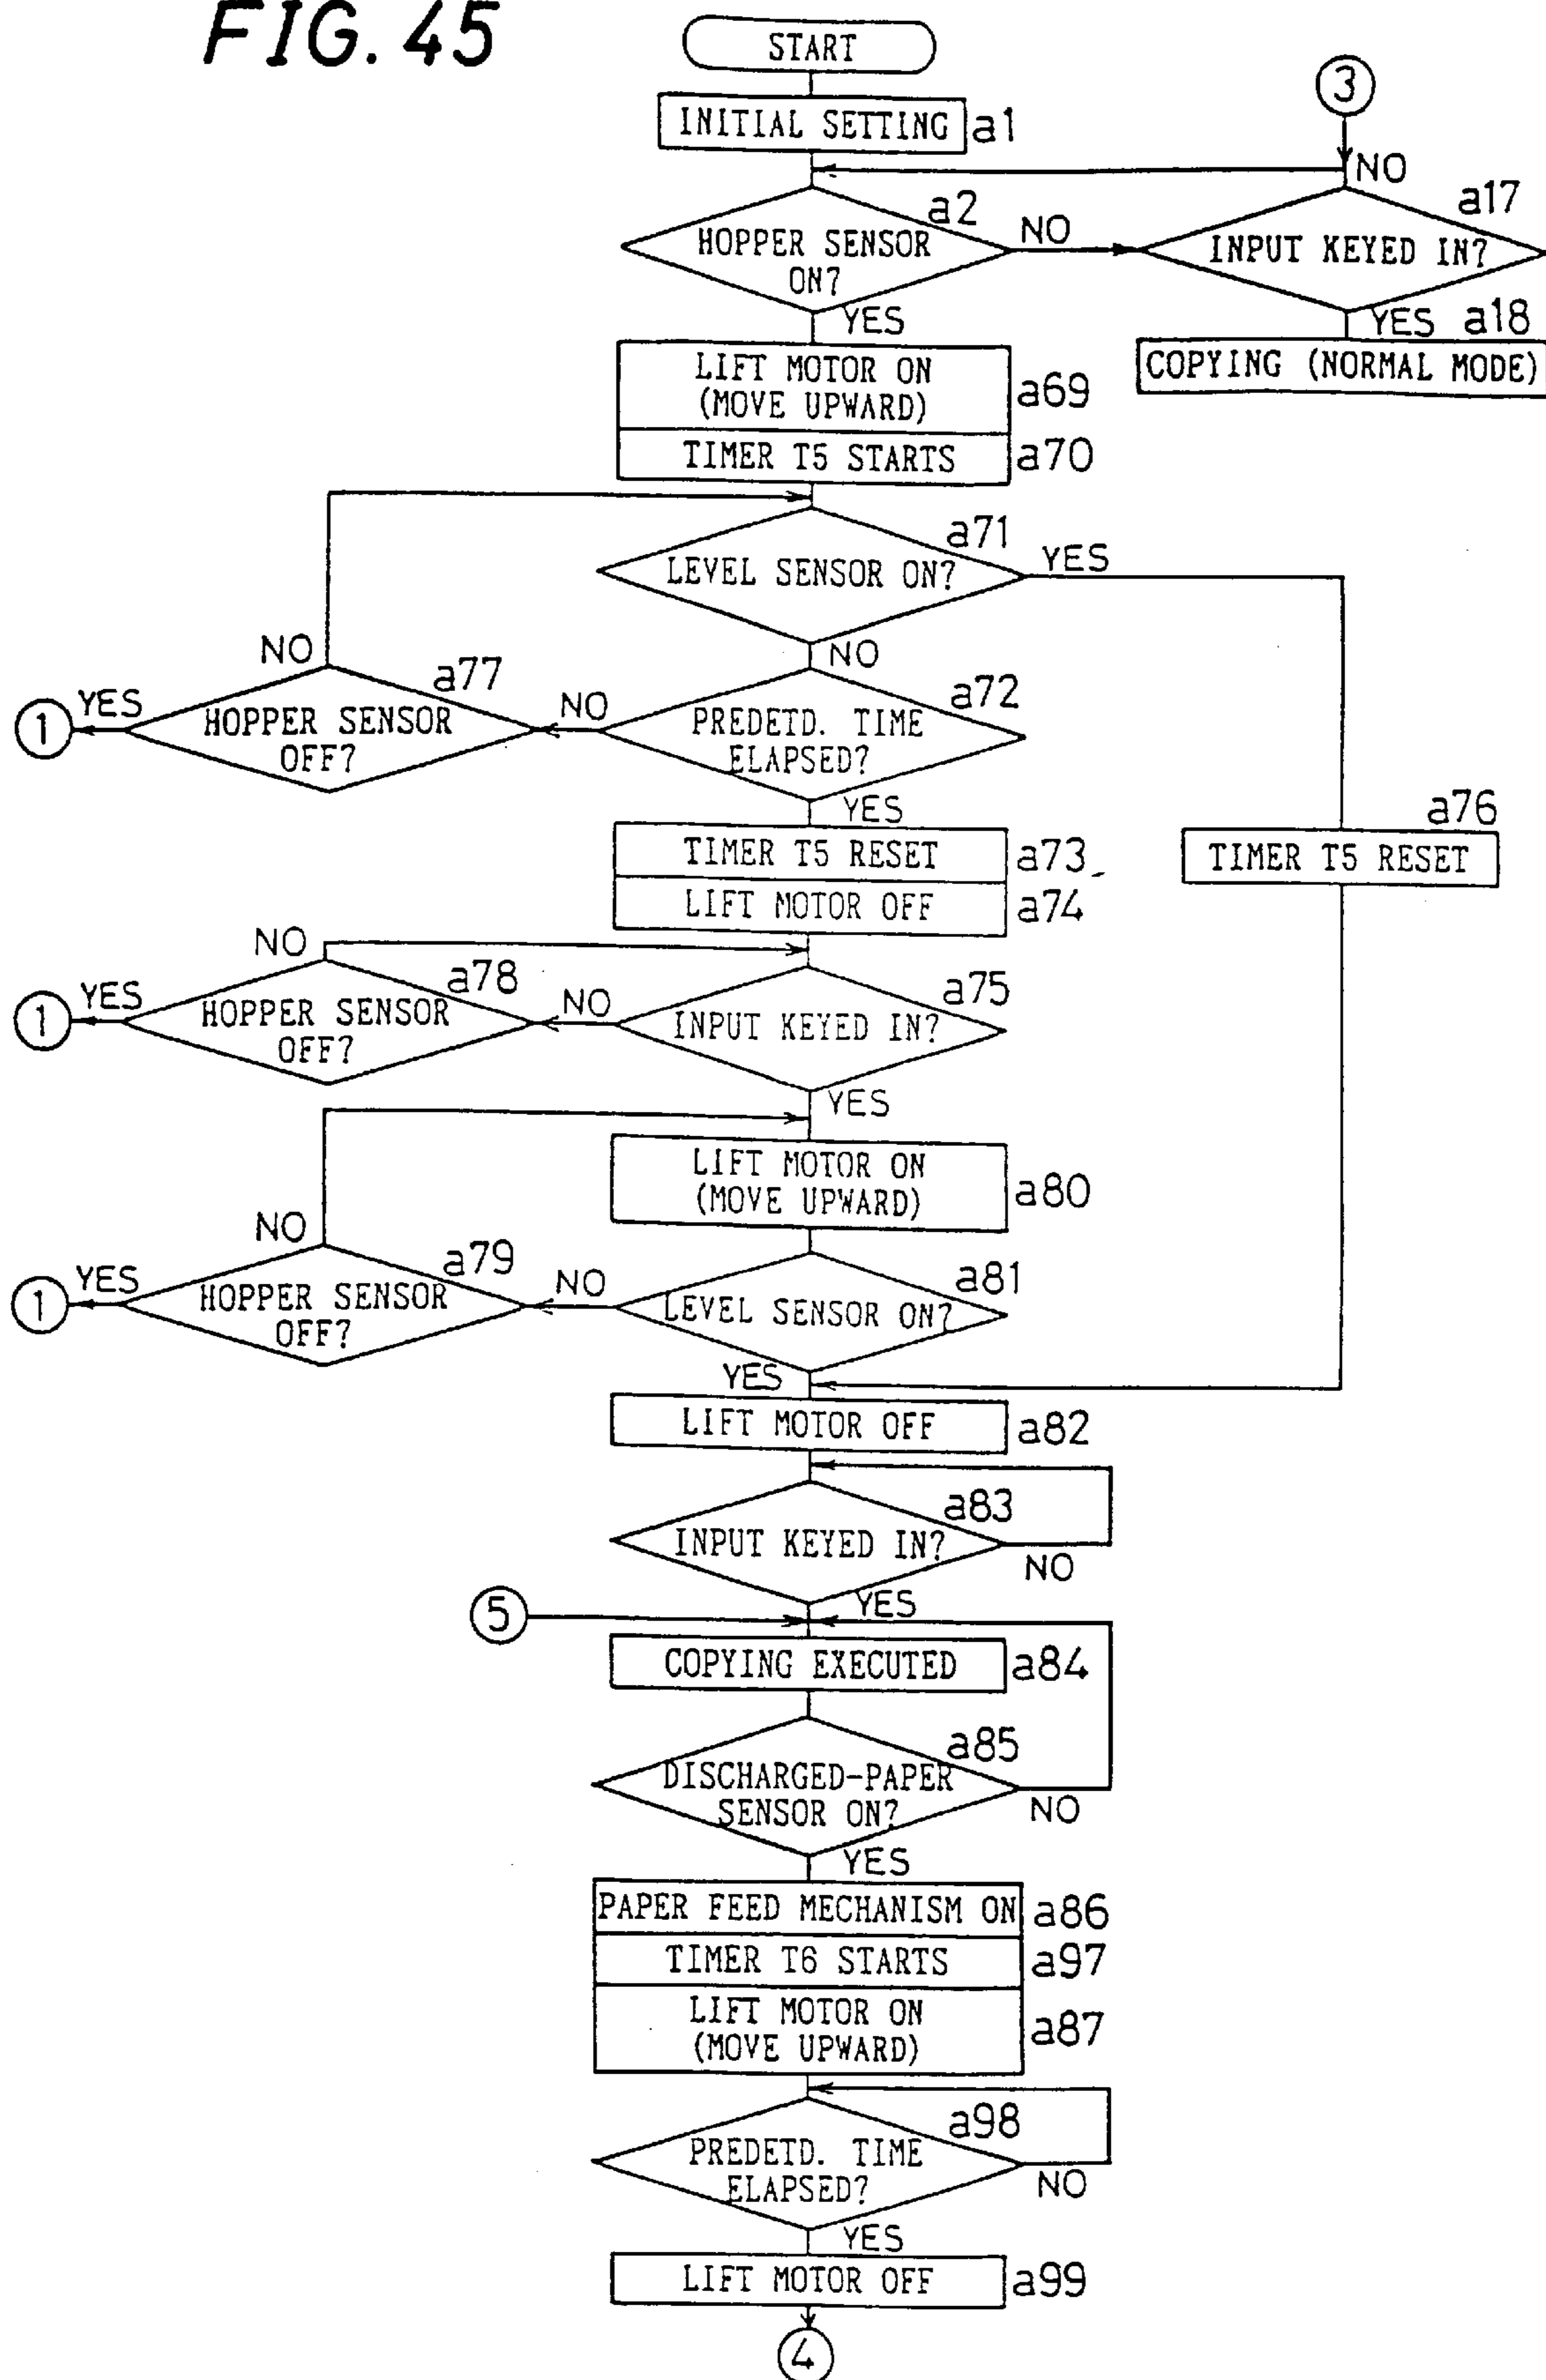 FIG. 45
START
3
INITIAL SETTING a1
NO
a2
NO
a17
HOPPER SENSOR
ON?
INPUT KEYED IN?
YES
YES a18
LIFT MOTOR ON
(MOVE UPWARD)
a69
COPYING (NORMAL MODE)
TIMER T5 STARTS a70
a71
YES
LEVEL SENSOR ON?
NO
NO
a77
a72
1
YES
HOPPER SENSOR
OFF?
NO
PREDETD. TIME
ELAPSED?
YES
a76
TIMER T5 RESET a73
TIMER T5 RESET
LIFT MOTOR OFF a74
NO
a78
a75
1
YES
HOPPER SENSOR
OFF?
NO
INPUT KEYED IN?
YES
LIFT MOTOR ON
(MOVE UPWARD)
a80
NO
a79
a81
1
YES
HOPPER SENSOR
OFF?
NO
LEVEL SENSOR ON?
YES
LIFT MOTOR OFF a82
a83
INPUT KEYED IN?
NO
YES
5
COPYING EXECUTED a84
a85
DISCHARGED-PAPER
SENSOR ON?
NO
YES
PAPER FEED MECHANISM ON a86
TIMER T6 STARTS a97
LIFT MOTOR ON
(MOVE UPWARD)
a87
a98
PREDETD. TIME
ELAPSED?
NO
YES
LIFT MOTOR OFF a99
4